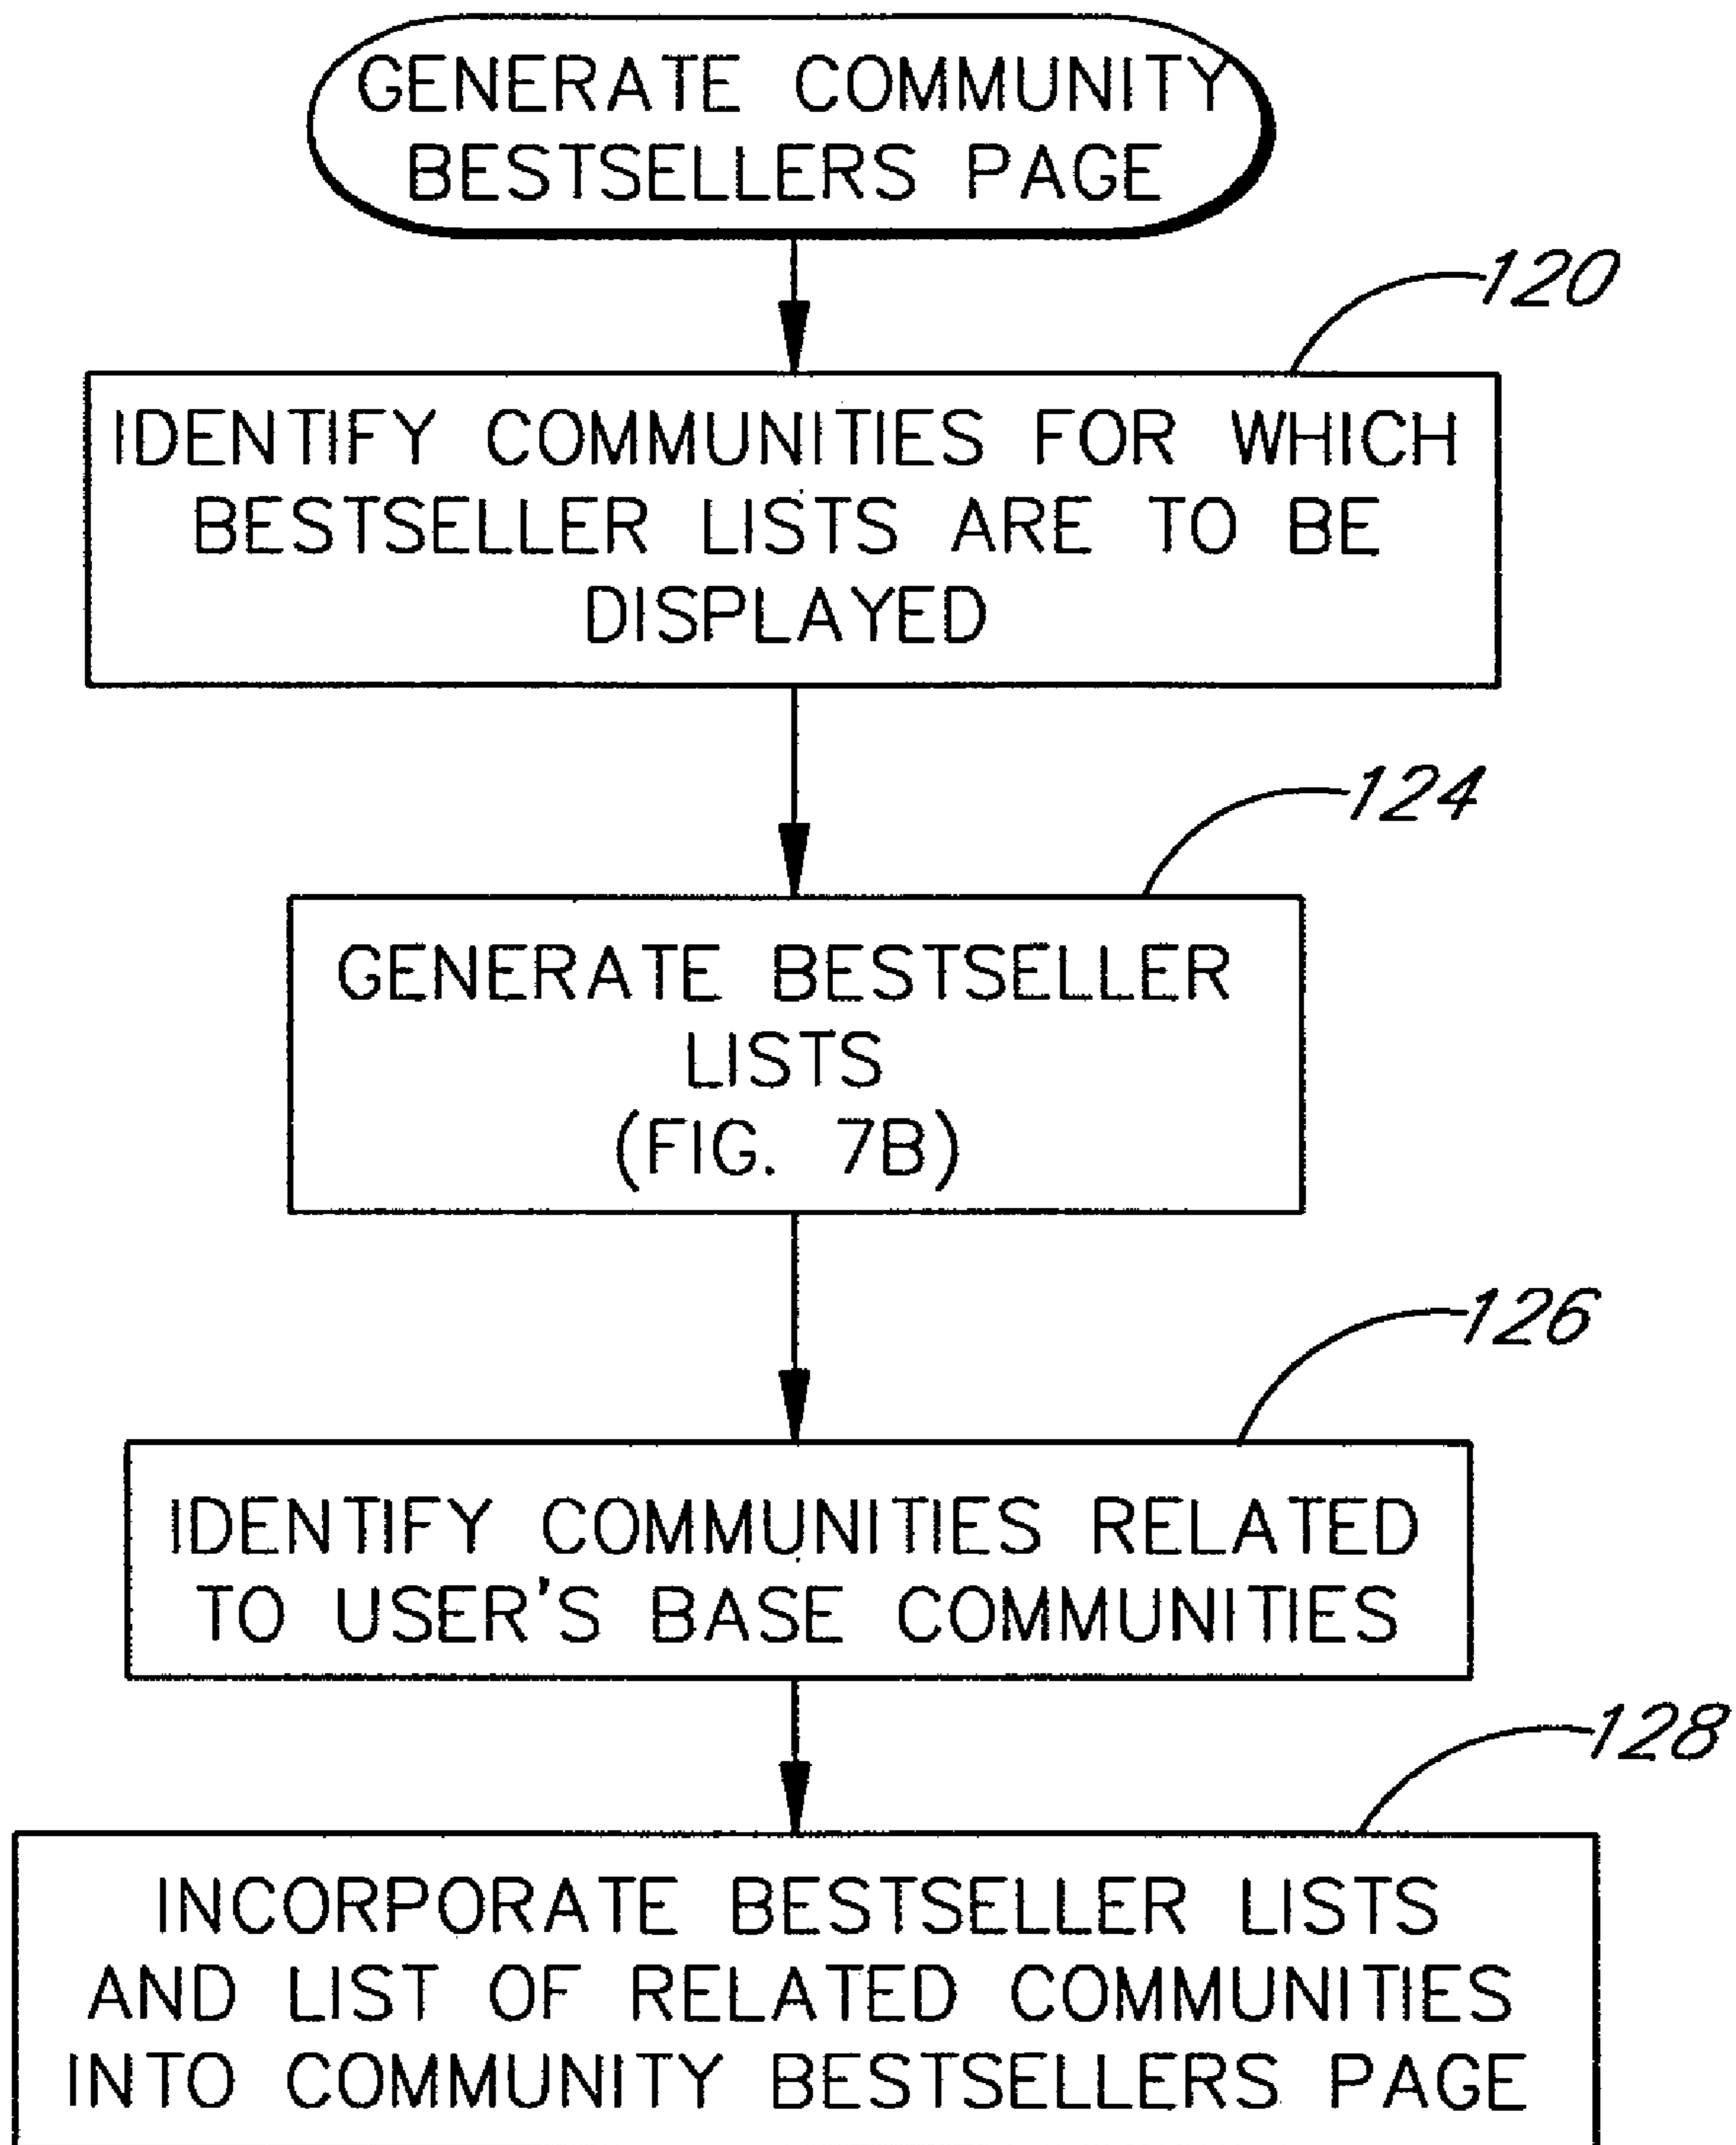 GENERATE COMMUNITY
BESTSELLERS PAGE
120
IDENTIFY COMMUNITIES FOR WHICH
BESTSELLER LISTS ARE TO BE
DISPLAYED
124
GENERATE BESTSELLER
LISTS
(FIG. 7B)
126
IDENTIFY COMMUNITIES RELATED
TO USER'S BASE COMMUNITIES
128
INCORPORATE BESTSELLER LISTS
AND LIST OF RELATED COMMUNITIES
INTO COMMUNITY BESTSELLERS PAGE